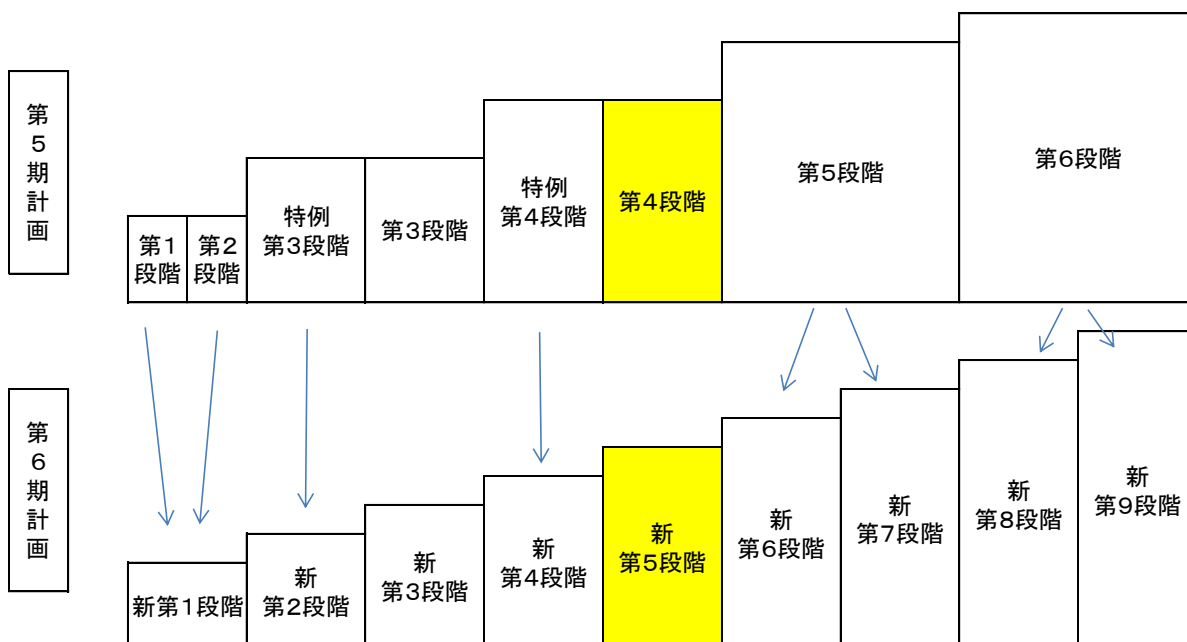 第5期計画
第1
段階
第2
段階
特例
第3段階
第3段階
特例
第4段階
第4段階
第5段階
第6段階
第6期計画
新第1段階
新
第2段階
新
第3段階
新
第4段階
新
第5段階
新
第6段階
新
第7段階
新
第8段階
新
第9段階